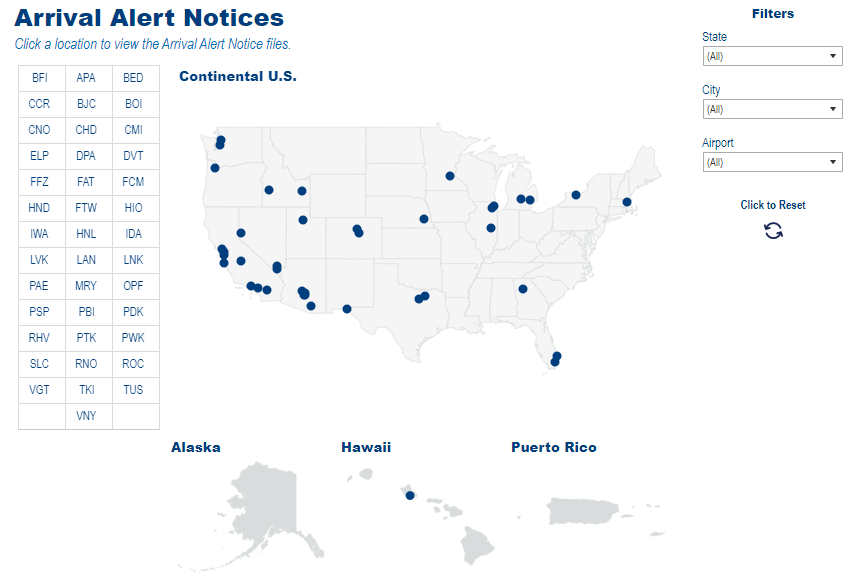 Arrival Alert Notices
Click a location to view the Arrival Alert Notice files.
BFI APA BED
CCR BJC BOI
CNO CHD CMI
ELP DPA DVT
FFZ FAT FCM
HND FTW HIO
IWA HNL IDA
LVK LAN LNK
PAE MRY OPF
PSP PBI PDK
RHV PTK PWK
SLC RNO ROC
VGT TKI TUS
VNY
Continental U.S.
Alaska
Hawaii
Puerto Rico
Filters
State
(All)
City
(All)
Airport
(All)
Click to Reset